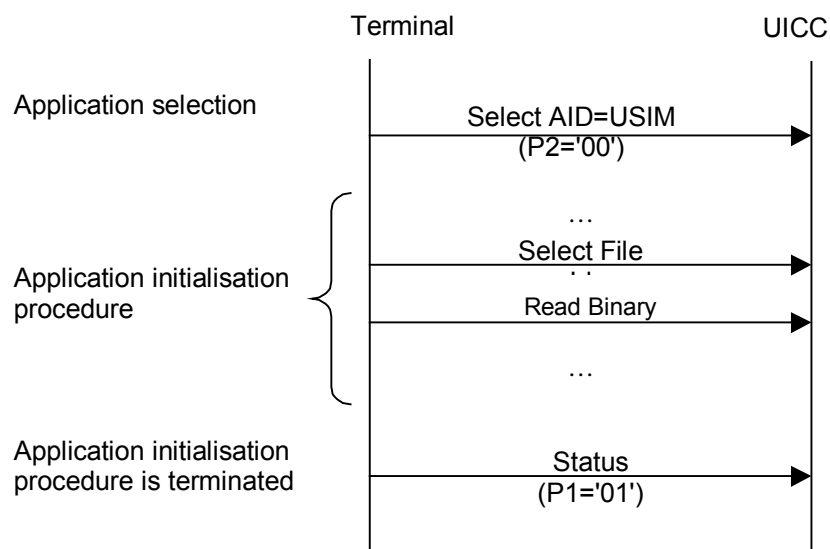 Terminal
UICC
Application selection
Select AID=USIM
(P2='00')
...
Select File
. .
Application initialisation
procedure
Read Binary
...
Application initialisation
procedure is terminated
Status
(P1='01')